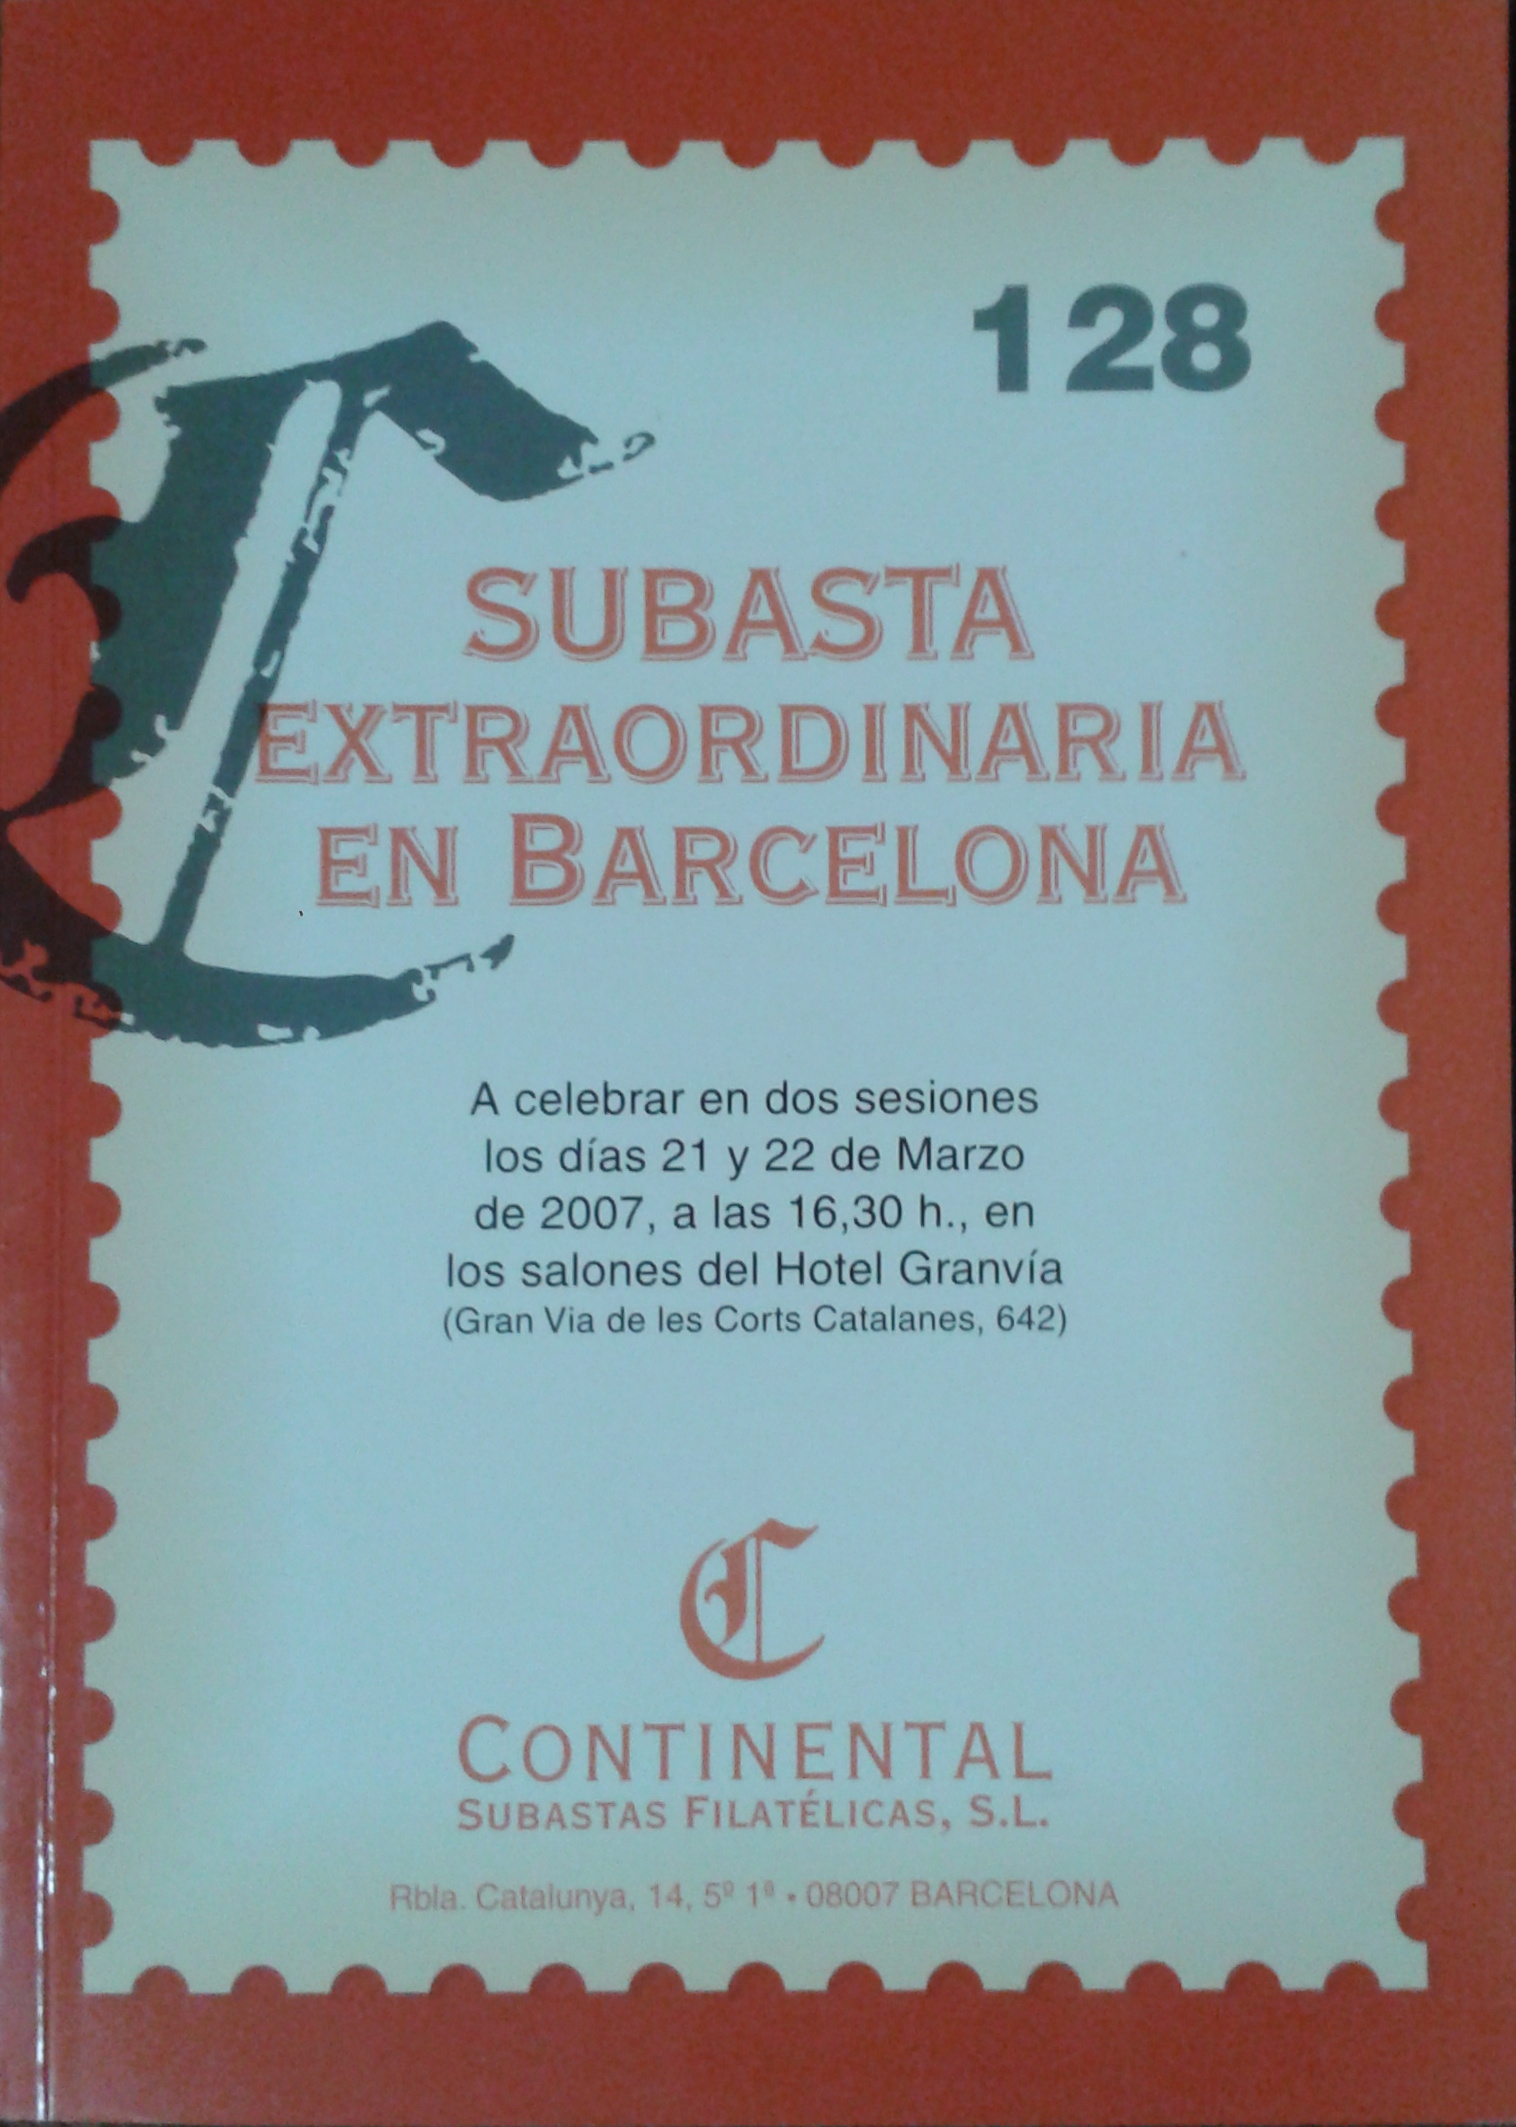 128
SUBASTA
EXTRAORDINARIA
EN BARCELONA
A celebrar en dos sesiones
los días 21 y 22 de Marzo
de 2007, a las 16,30 h., en
los salones del Hotel Granvía
(Gran Via de les Corts Catalanes, 642)
C
CONTINENTAL
SUBASTAS FILATÉLICAS, S.L.
Rbla. Catalunya, 14, 5º 1ª • 08007 BARCELONA